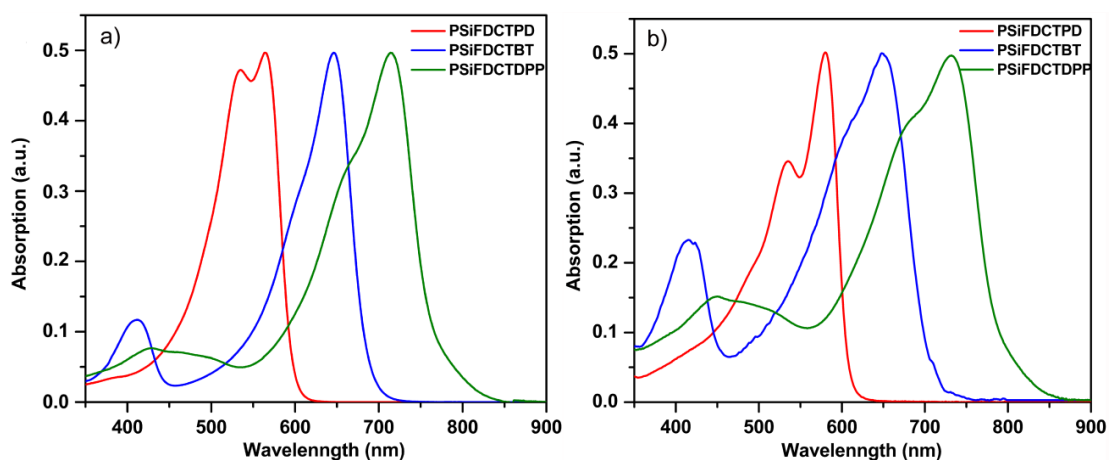 a)
PSiFDCTPD
PSiFDCTBT
PSiFDCTDPP
0.5
0.4
0.3
0.2
0.1
0.0
Absorption (a.u.)
400 500 600 700 800 900
Wavelenngth (nm)
b)
PSiFDCTPD
PSiFDCTBT
PSiFDCTDPP
0.5
0.4
0.3
0.2
0.1
0.0
Absorption (a.u.)
400 500 600 700 800 900
Wavelenngth (nm)